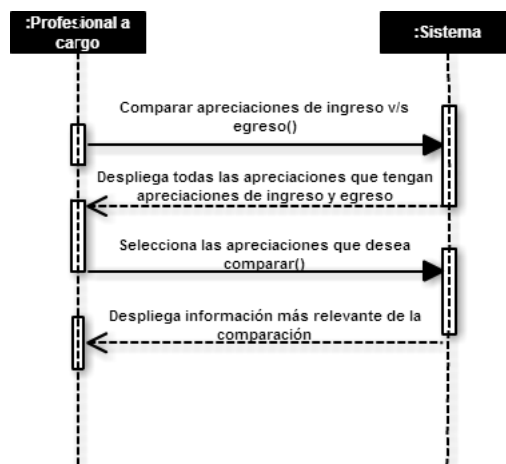 :Profesional a
cargo
:Sistema
Comparar apreciaciones de ingreso v/s
egreso()
Despliega todas las apreciaciones que tengan
apreciaciones de ingreso y egreso
Selecciona las apreciaciones que desea
comparar()
Despliega información más relevante de la
comparación